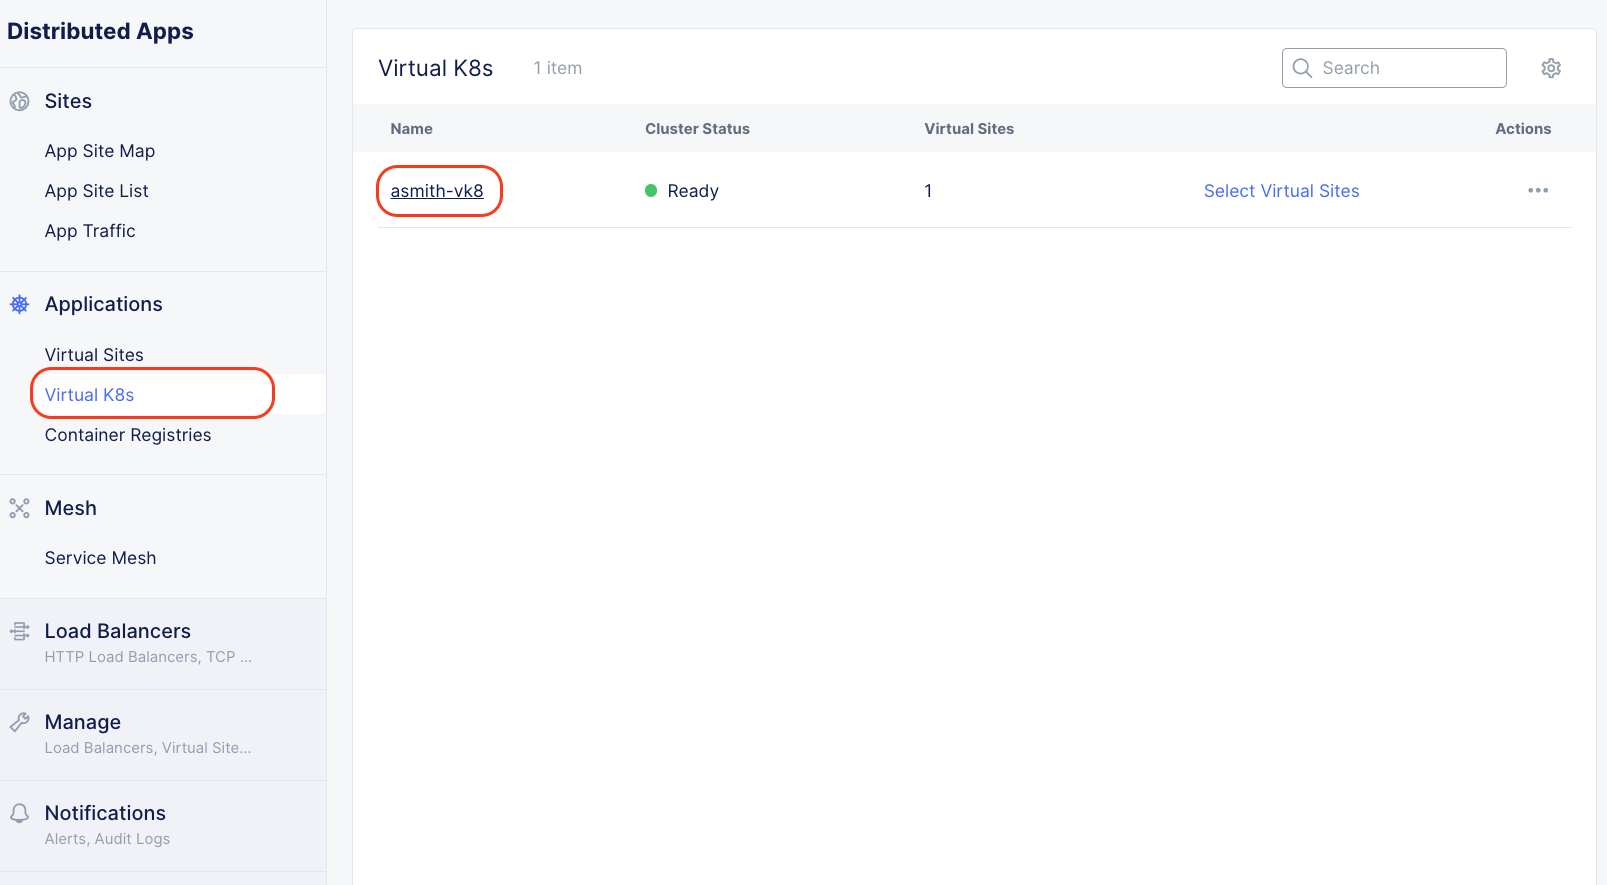 Distributed Apps
Sites
App Site Map
App Site List
App Traffic
Applications
Virtual Sites
Virtual K8s
Container Registries
Mesh
Service Mesh
Load Balancers
HTTP Load Balancers, TCP ...
Manage
Load Balancers, Virtual Site...
Notifications
Alerts, Audit Logs
Virtual K8s 1 item Search
Name Cluster Status Virtual Sites Actions
asmith-vk8 Ready 1 Select Virtual Sites